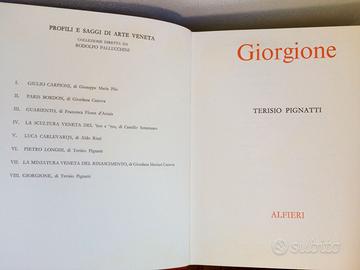 PROFILI E SAGGI DI ARTE VENETA
COLLEZIONE DIRETTA DA
RODOLFO PALLUCCHINI
I. GIULIO CARPIONI, di Giuseppe Maria Pilo
II. PARIS BORDON, di Giordana Canova
III. GUARIENTO, di Francesca Flores d'Arcais
IV. LA SCULTURA VENETA DEL '600 e '700, di Camillo Semenzato
V. LUCA CARLEVARIJS, di Aldo Rizzi
VI. PIETRO LONGHI, di Terisio Pignatti
VII. LA MINIATURA VENETA DEL RINASCIMENTO, di Giordana Mariani Canova
VIII. GIORGIONE, di Terisio Pignatti
Giorgione
TERISIO PIGNATTI
ALFIERI
subito